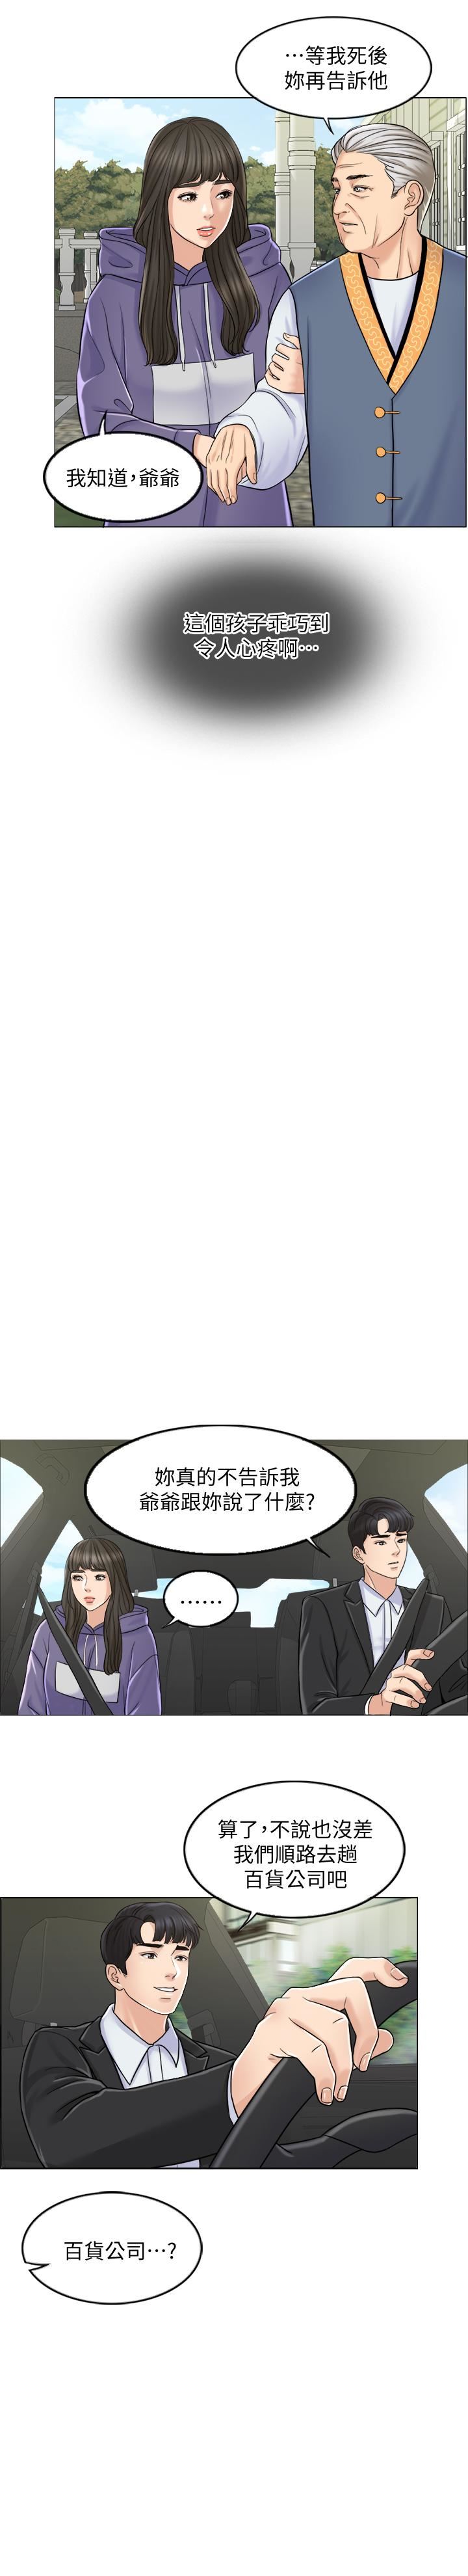 …等我死後
妳再告訴他
我知道，爺爺
這個孩子乖巧到
令人心疼啊…
妳真的不告訴我
爺爺跟妳說了什麼?
……
算了，不說也沒差
我們順路去趟
百貨公司吧
百貨公司…?